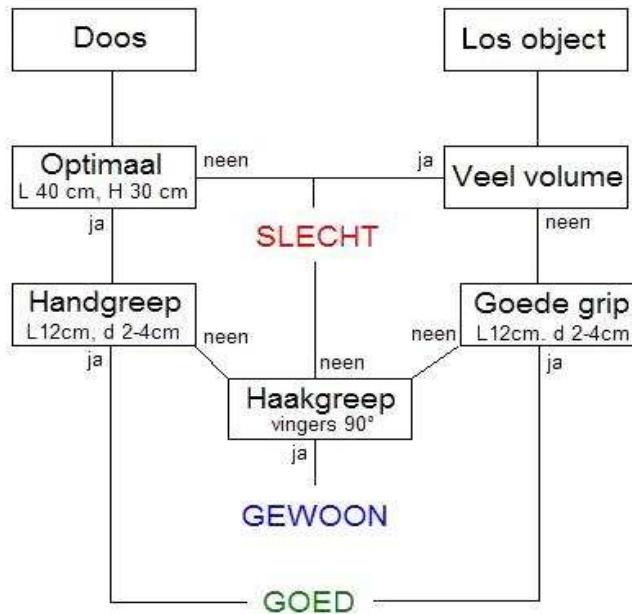 Doos
Los object
Optimaal
L 40 cm, H 30 cm
neen
ja
Veel volume
ja
neen
SLECHT
Handgreep
L12cm, d 2-4cm
Goede grip
L12cm. d 2-4cm
neen
neen
ja
neen
ja
Haakgreep
vingers 90°
ja
GEWOON
GOED